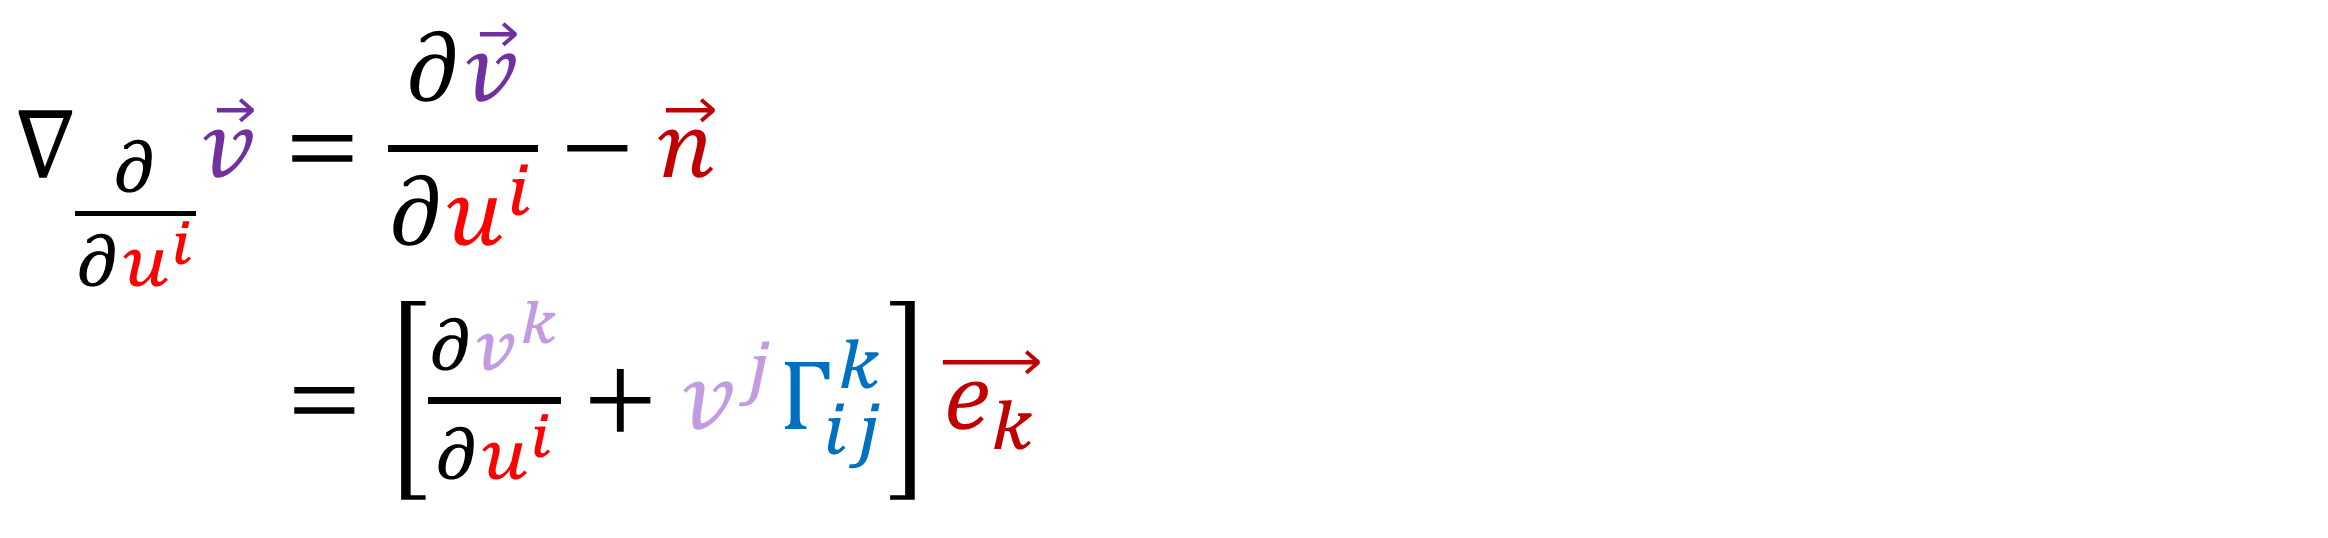 ∇_{∂/∂u^i} v⃗ = ∂v⃗/∂u^i − n⃗
= [∂v^k/∂u^i + v^j Γ^k_{ij}] e⃗_k